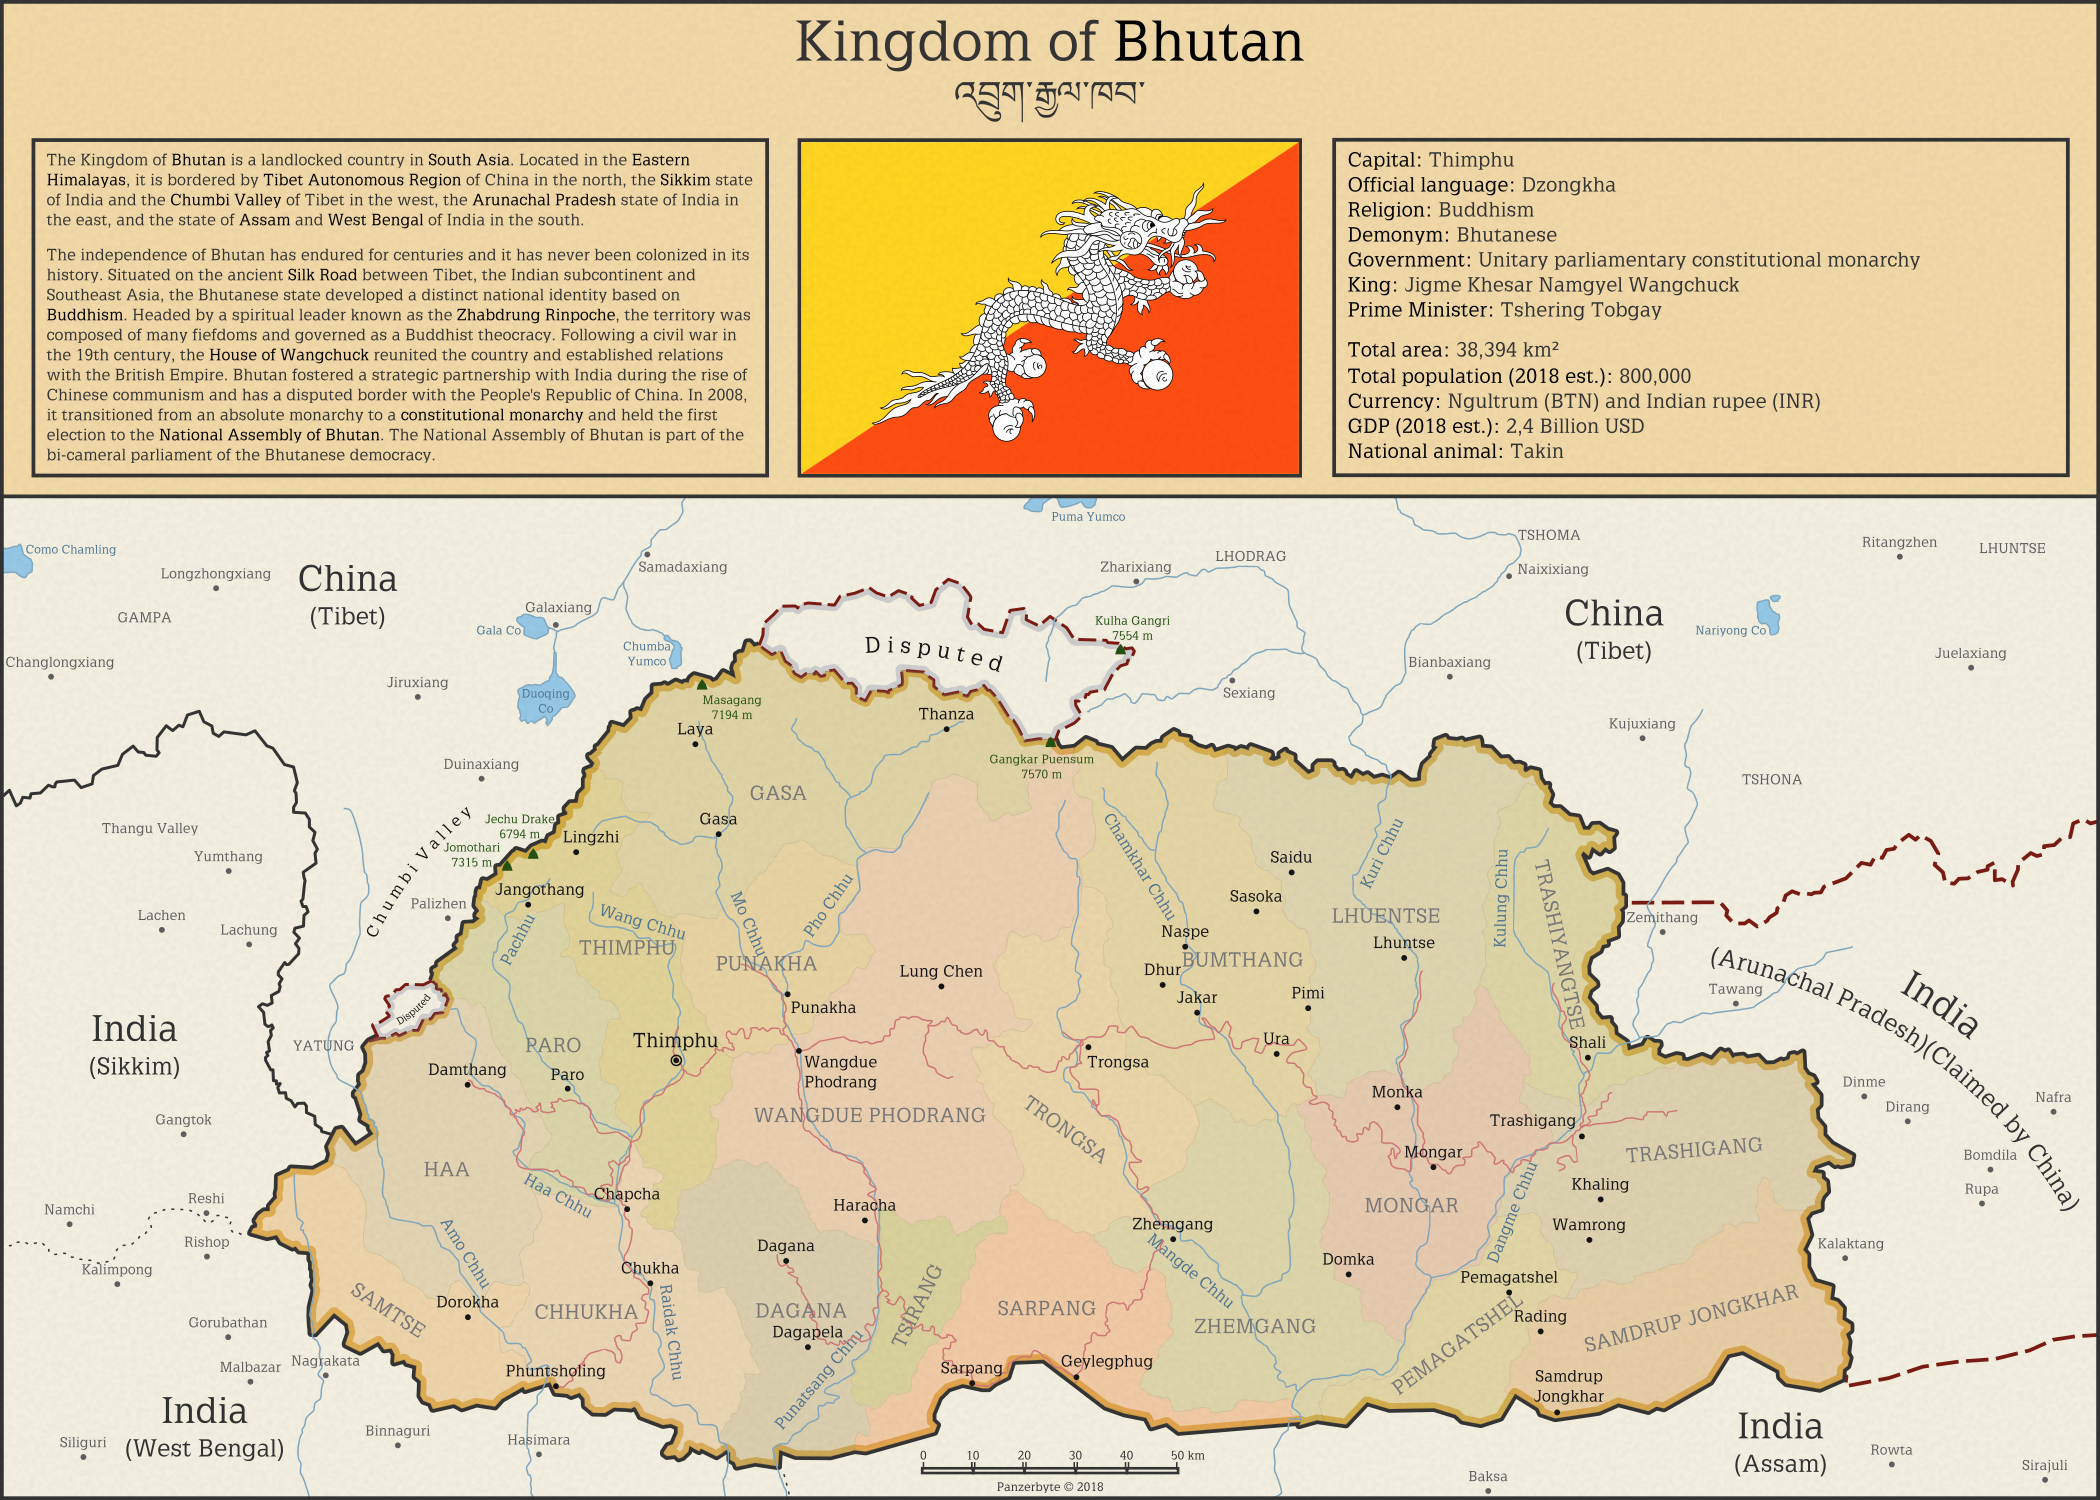 Kingdom of Bhutan
འབྲུག་རྒྱལ་ཁབ་
The Kingdom of Bhutan is a landlocked country in South Asia. Located in the Eastern
Himalayas, it is bordered by Tibet Autonomous Region of China in the north, the Sikkim state
of India and the Chumbi Valley of Tibet in the west, the Arunachal Pradesh state of India in
the east, and the state of Assam and West Bengal of India in the south.
The independence of Bhutan has endured for centuries and it has never been colonized in its
history. Situated on the ancient Silk Road between Tibet, the Indian subcontinent and
Southeast Asia, the Bhutanese state developed a distinct national identity based on
Buddhism. Headed by a spiritual leader known as the Zhabdrung Rinpoche, the territory was
composed of many fiefdoms and governed as a Buddhist theocracy. Following a civil war in
the 19th century, the House of Wangchuck reunited the country and established relations
with the British Empire. Bhutan fostered a strategic partnership with India during the rise of
Chinese communism and has a disputed border with the People's Republic of China. In 2008,
it transitioned from an absolute monarchy to a constitutional monarchy and held the first
election to the National Assembly of Bhutan. The National Assembly of Bhutan is part of the
bi-cameral parliament of the Bhutanese democracy.
Capital: Thimphu
Official language: Dzongkha
Religion: Buddhism
Demonym: Bhutanese
Government: Unitary parliamentary constitutional monarchy
King: Jigme Khesar Namgyel Wangchuck
Prime Minister: Tshering Tobgay
Total area: 38,394 km²
Total population (2018 est.): 800,000
Currency: Ngultrum (BTN) and Indian rupee (INR)
GDP (2018 est.): 2,4 Billion USD
National animal: Takin
Puma Yumco
Como Chamling
Longzhongxiang
China
(Tibet)
GAMPA
Changlongxiang
Jiruxiang
Galaxiang
Gala Co
Duoqing
Co
Samadaxiang
Chumba
Yumco
Zharixiang
LHODRAG
TSHOMA
Naixixiang
Ritangzhen
LHUNTSE
China
(Tibet)
Nariyong Co
Juelaxiang
Kulha Gangri
7554 m
Disputed
Bianbaxiang
Sexiang
Kujuxiang
TSHONA
Masagang
7194 m
Laya
Thanza
Gangkar Puensum
7570 m
Duinaxiang
Chumbi Valley
Jechu Drake
6794 m
Jomothari
7315 m
Lingzhi
Gasa
GASA
Thangu Valley
Yumthang
Lachen
Lachung
Palizhen
Jangothang
Pachhu
Wang Chhu
THIMPHU
Mo Chhu
Pho Chhu
PUNAKHA
Punakha
Lung Chen
Chamkhar Chhu
Saidu
Sasoka
Naspe
BUMTHANG
Dhur
Jakar
Pimi
Ura
Kuri Chhu
LHUENTSE
Lhuntse
Kulung Chhu
TRASHIYANGTSE
Shali
Zemithang
Tawang
India
(Arunachal Pradesh)(Claimed by China)
Disputed
India
(Sikkim)
YATUNG
PARO
Paro
Damthang
Thimphu
Wangdue
Phodrang
WANGDUE PHODRANG
Trongsa
TRONGSA
Monka
Mongar
MONGAR
Trashigang
TRASHIGANG
Dinme
Dirang
Nafra
Bomdila
Rupa
Kalaktang
Gangtok
Reshi
Namchi
Rishop
Kalimpong
HAA
Haa Chhu
Amo Chhu
Chapcha
Haracha
Zhemgang
Mangde Chhu
Dangme Chhu
Khaling
Wamrong
Domka
Pemagatshel
PEMAGATSHEL
Rading
SAMDRUP JONGKHAR
Samdrup
Jongkhar
SAMTSE
Dorokha
CHHUKHA
Chukha
Raidak Chhu
Dagana
DAGANA
Dagapela
Punatsang Chhu
TSIRANG
SARPANG
Sarpang
Geylegphug
ZHEMGANG
Phuntsholing
Gorubathan
Malbazar
Nagrakata
India
(West Bengal)
Siliguri
Binnaguri
Hasimara
0 10 20 30 40 50 km
Panzerbyte © 2018
Baksa
India
(Assam)
Rowta
Sirajuli